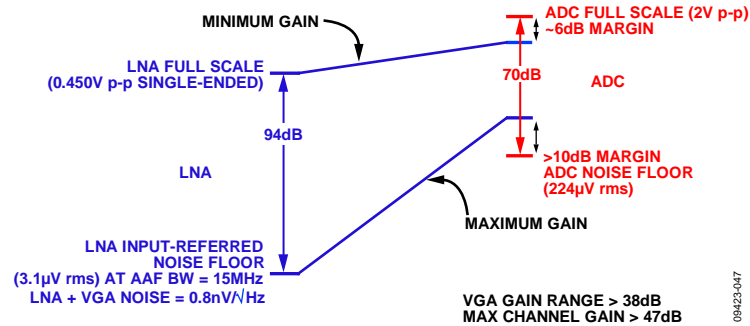 MINIMUM GAIN
ADC FULL SCALE (2V p-p)
~6dB MARGIN
LNA FULL SCALE
(0.450V p-p SINGLE-ENDED)
70dB
ADC
94dB
LNA
>10dB MARGIN
ADC NOISE FLOOR
(224µV rms)
MAXIMUM GAIN
LNA INPUT-REFERRED
NOISE FLOOR
(3.1µV rms) AT AAF BW = 15MHz
LNA + VGA NOISE = 0.8nV/√Hz
VGA GAIN RANGE > 38dB
MAX CHANNEL GAIN > 47dB
09423-047